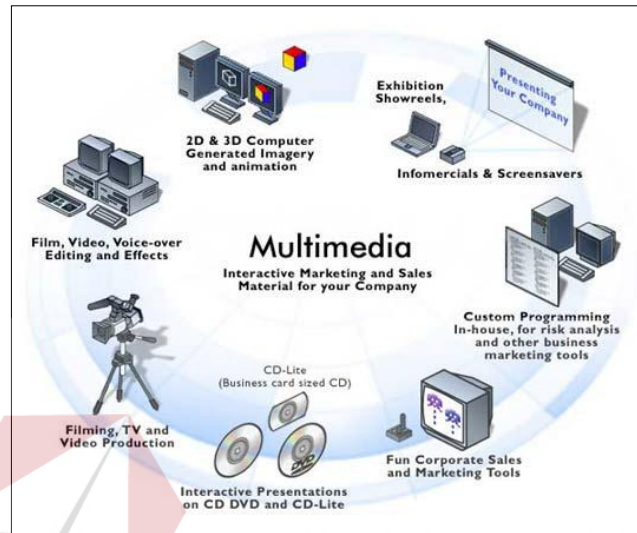 Presenting
Your
Company
Exhibition
Showreels,
Infomercials & Screensavers
2D & 3D Computer
Generated Imagery
and animation
Film, Video, Voice-over
Editing and Effects
Multimedia
Interactive Marketing and Sales
Material for your Company
Custom Programming
In-house, for risk analysis
and other business
marketing tools
Filming, TV and
Video Production
CD-Lite
(Business card sized CD)
DVD
Interactive Presentations
on CD DVD and CD-Lite
Fun Corporate Sales
and Marketing Tools